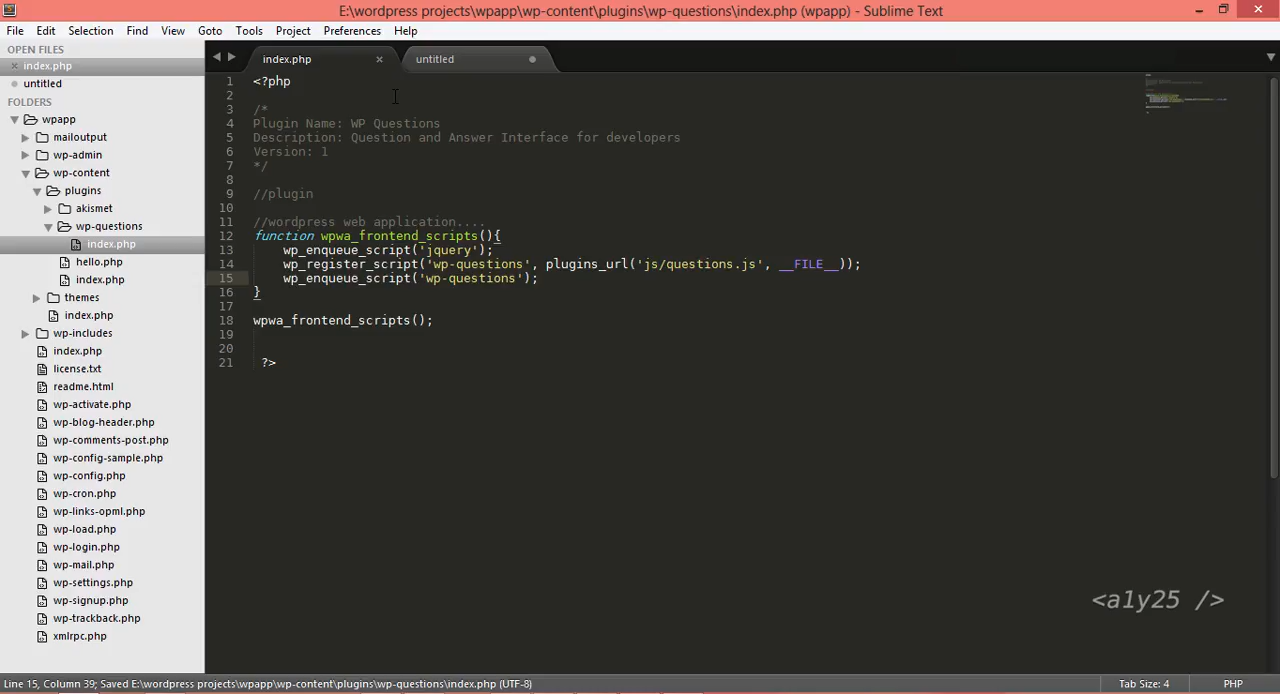 E:\wordpress projects\wpapp\wp-content\plugins\wp-questions\index.php (wpapp) - Sublime Text
File Edit Selection Find View Goto Tools Project Preferences Help
OPEN FILES
index.php
untitled
FOLDERS
wpapp
mailoutput
wp-admin
wp-content
plugins
akismet
wp-questions
index.php
hello.php
index.php
themes
index.php
wp-includes
index.php
license.txt
readme.html
wp-activate.php
wp-blog-header.php
wp-comments-post.php
wp-config-sample.php
wp-config.php
wp-cron.php
wp-links-opml.php
wp-load.php
wp-login.php
wp-mail.php
wp-settings.php
wp-signup.php
wp-trackback.php
xmlrpc.php
index.php untitled
1 <?php
2
3 /*
4 Plugin Name: WP Questions
5 Description: Question and Answer Interface for developers
6 Version: 1
7 */
8
9 //plugin
10
11 //wordpress web application....
12 function wpwa_frontend_scripts(){
13 wp_enqueue_script('jquery');
14 wp_register_script('wp-questions', plugins_url('js/questions.js', __FILE__));
15 wp_enqueue_script('wp-questions');
16 }
17
18 wpwa_frontend_scripts();
19
20
21 ?>
<a1y25 />
Line 15, Column 39; Saved E:\wordpress projects\wpapp\wp-content\plugins\wp-questions\index.php (UTF-8) Tab Size: 4 PHP